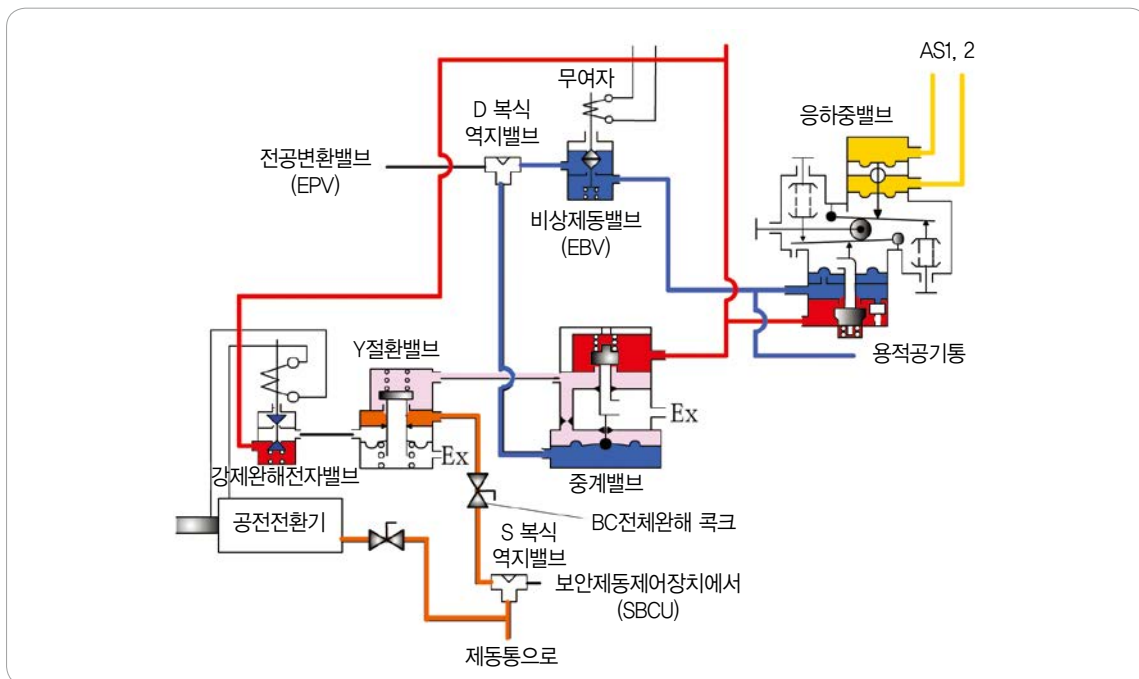 AS1, 2
무여자
응하중밸브
D 복식
역지밸브
전공변환밸브
(EPV)
비상제동밸브
(EBV)
Y절환밸브
용적공기통
Ex
Ex
강제완해전자밸브
중계밸브
공전전환기
BC전체완해 콕크
S 복식
역지밸브
보안제동제어장치에서
(SBCU)
제동통으로